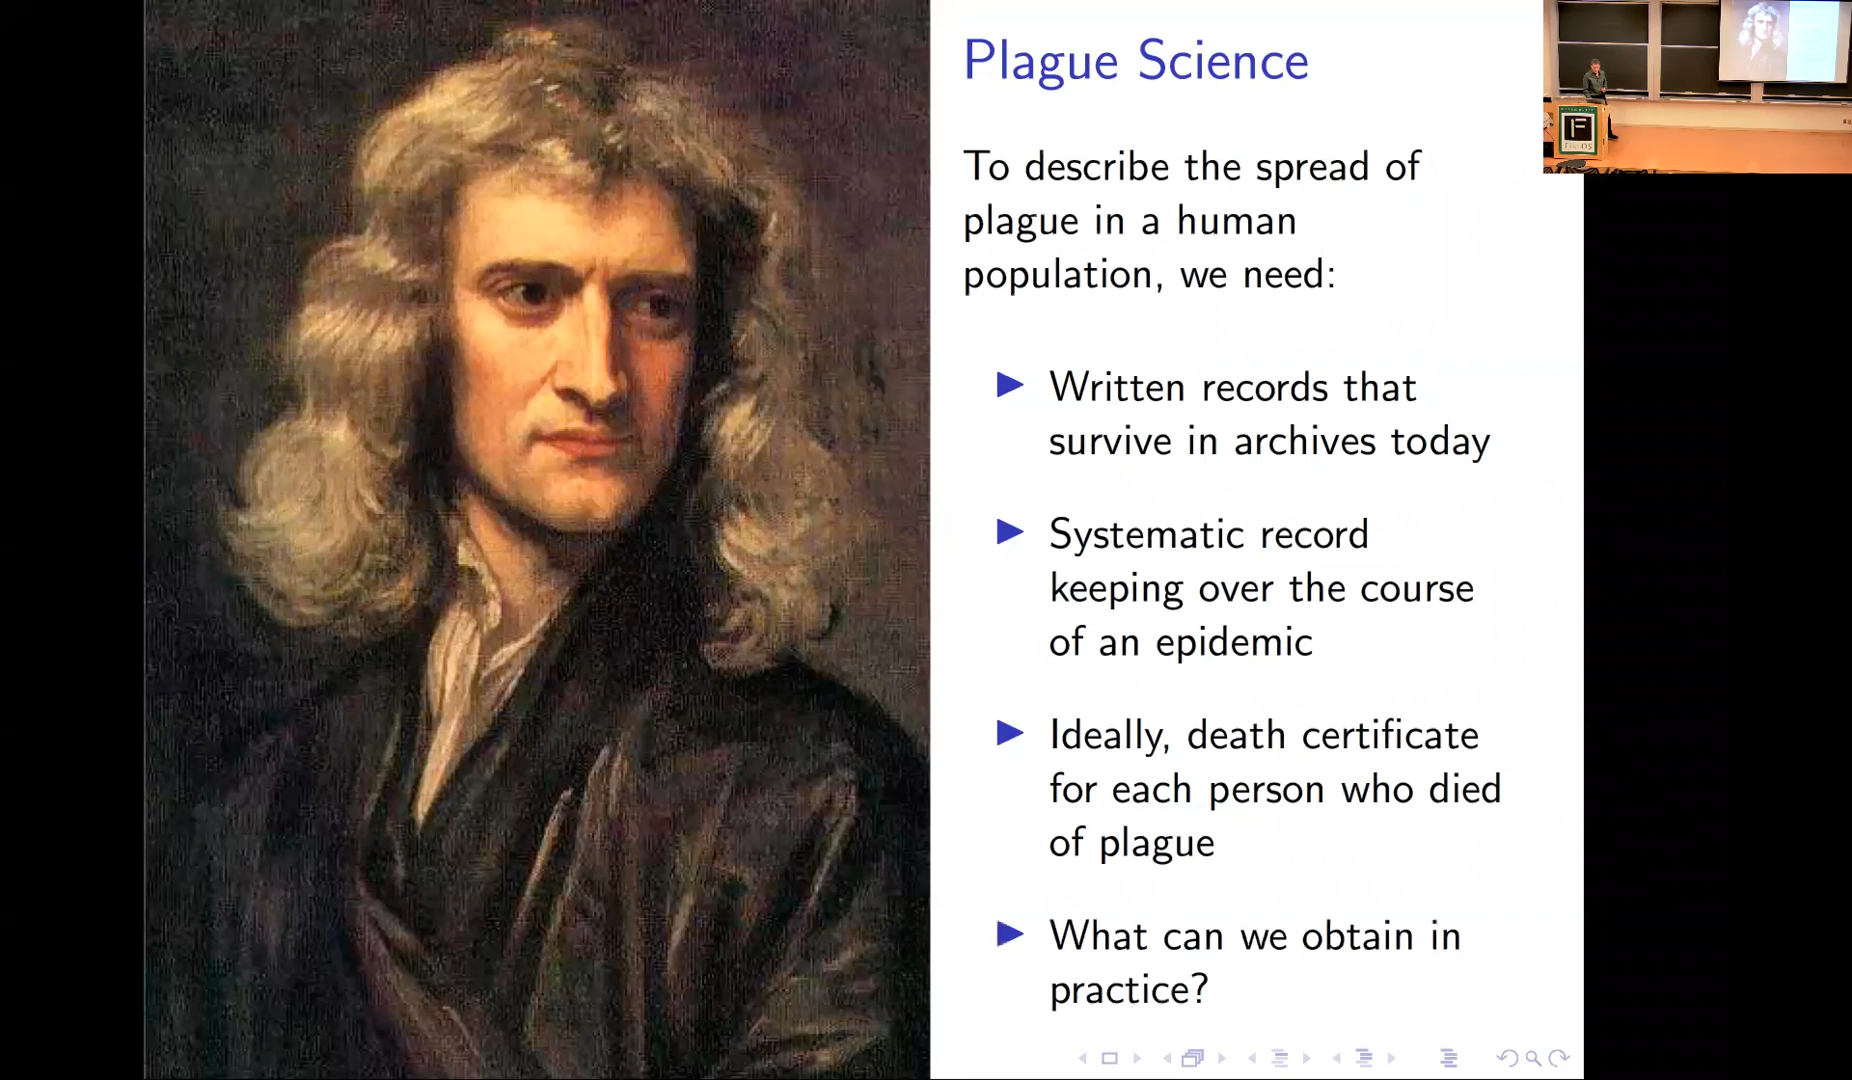 Plague Science
To describe the spread of
plague in a human
population, we need:
Written records that
survive in archives today
Systematic record
keeping over the course
of an epidemic
Ideally, death certificate
for each person who died
of plague
What can we obtain in
practice?
F
FIELDS